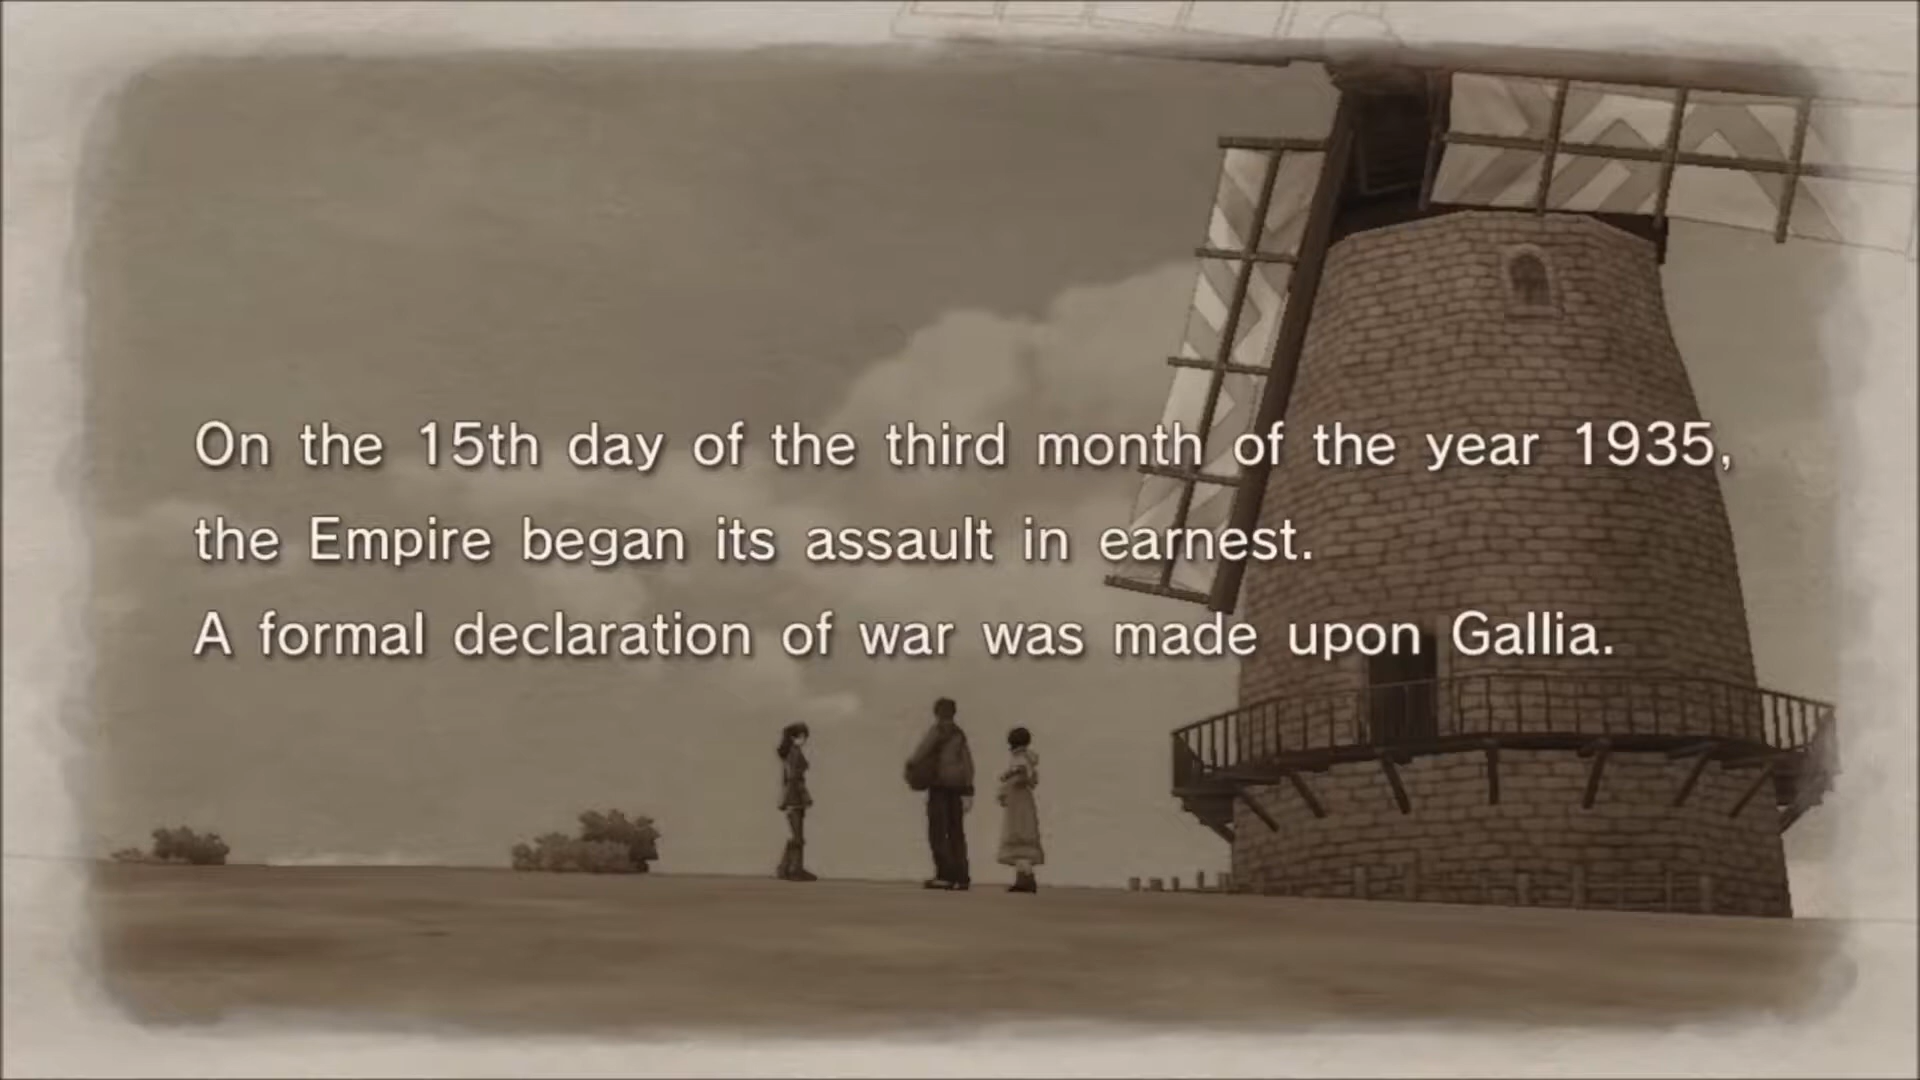 On the 15th day of the third month of the year 1935,
the Empire began its assault in earnest.
A formal declaration of war was made upon Gallia.